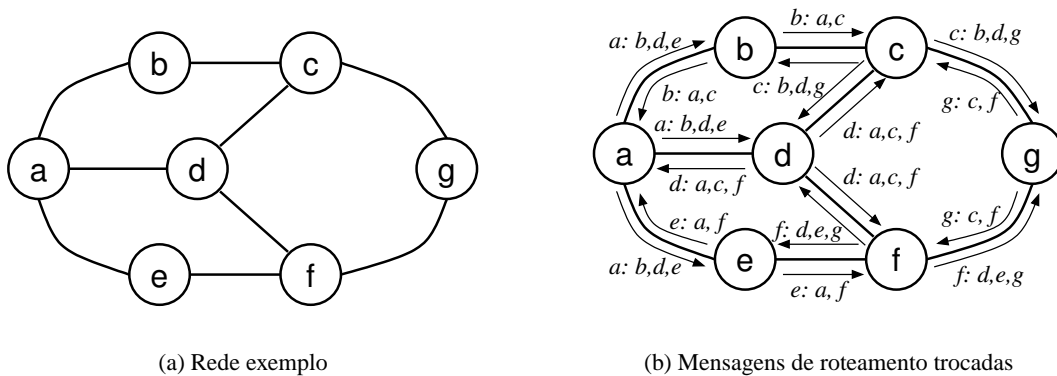 b
c
a
d
g
e
f
(a) Rede exemplo
b: a,c
a: b,d,e
c: b,d,g
b
c
c: b,d,g
b: a,c
g: c, f
a: b,d,e
d: a,c, f
a
d
g
d: a,c, f
d: a,c, f
e: a, f
f: d,e,g
g: c, f
a: b,d,e
e
f
f: d,e,g
e: a, f
(b) Mensagens de roteamento trocadas